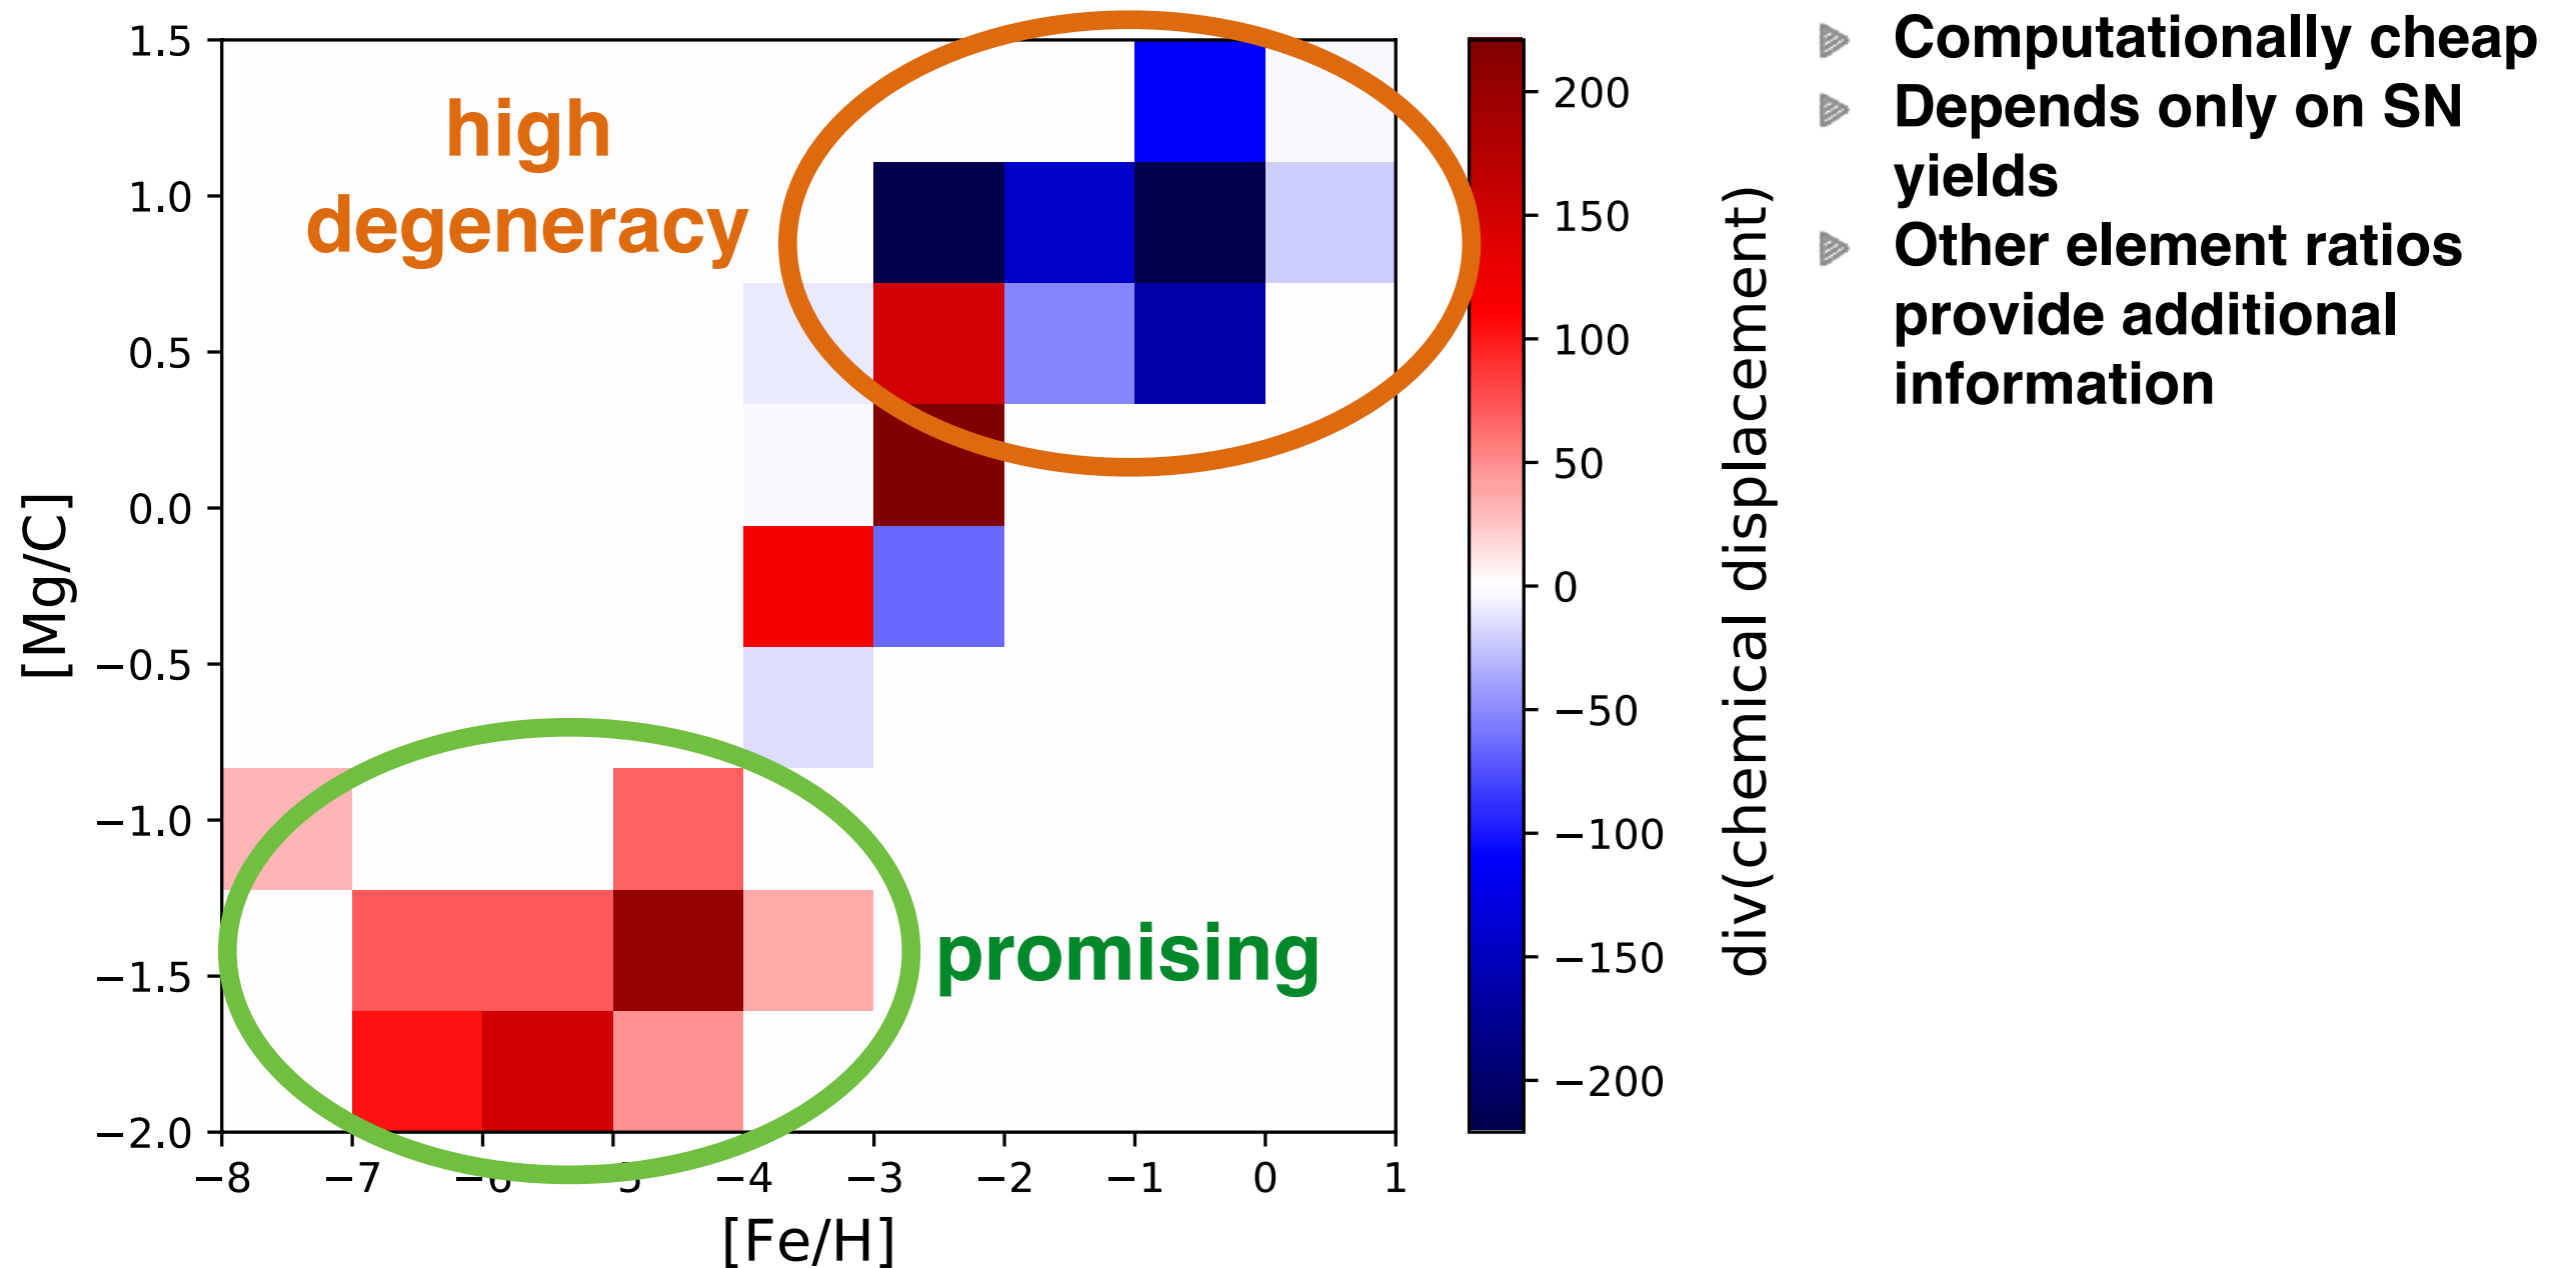 1.5
1.0
0.5
0.0
−0.5
−1.0
−1.5
−2.0
[Mg/C]
−8
−7
−4
−3
−2
−1
0
1
[Fe/H]
high
degeneracy
promising
200
150
100
50
0
−50
−100
−150
−200
div(chemical displacement)
Computationally cheap
Depends only on SN
yields
Other element ratios
provide additional
information